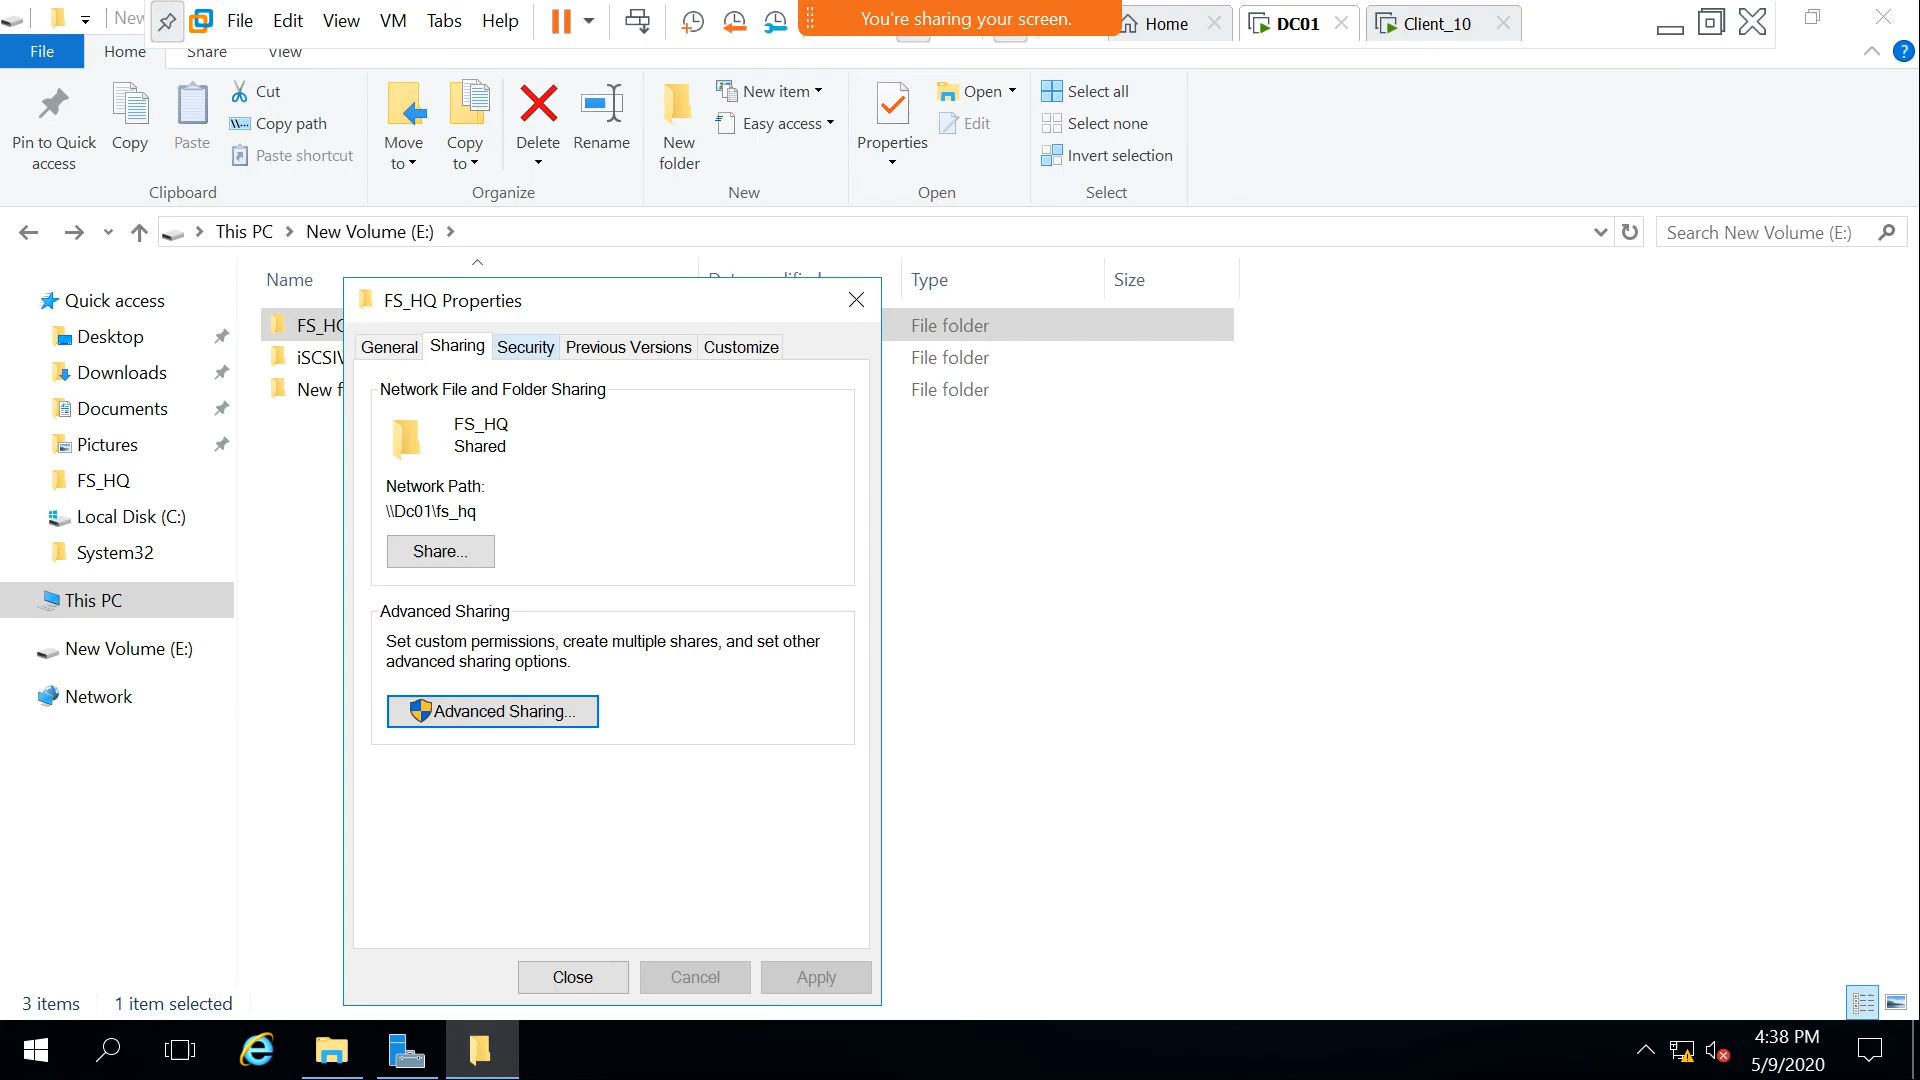 New
File Edit View VM Tabs Help
You're sharing your screen.
Home
DC01
Client_10
File
Home
Share
View
?
Pin to Quick access
Copy
Paste
Cut
Copy path
Paste shortcut
Clipboard
Move to
Copy to
Delete
Rename
Organize
New folder
New item
Easy access
New
Properties
Open
Edit
Open
Select all
Select none
Invert selection
Select
This PC > New Volume (E:) >
Search New Volume (E:)
Name
Type
Size
Quick access
Desktop
Downloads
Documents
Pictures
FS_HQ
Local Disk (C:)
System32
This PC
New Volume (E:)
Network
FS_HQ
File folder
iSCSIV
File folder
New f
File folder
FS_HQ Properties
General
Sharing
Security
Previous Versions
Customize
Network File and Folder Sharing
FS_HQ
Shared
Network Path:
\\Dc01\fs_hq
Share...
Advanced Sharing
Set custom permissions, create multiple shares, and set other
advanced sharing options.
Advanced Sharing...
Close
Cancel
Apply
3 items
1 item selected
4:38 PM
5/9/2020